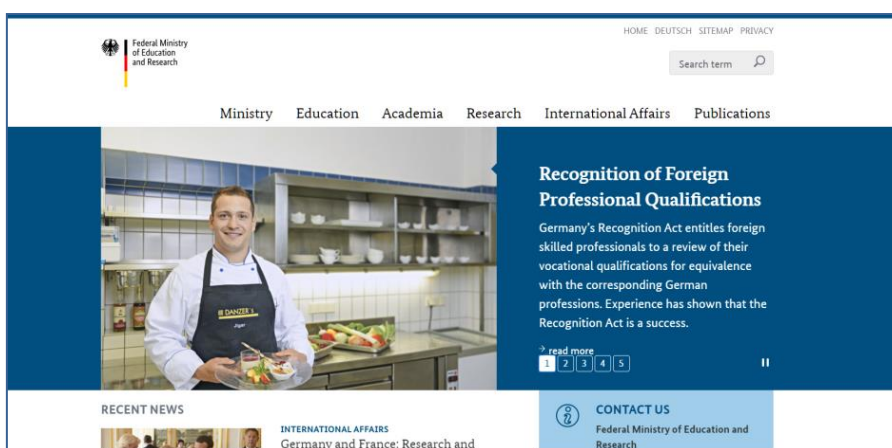 HOME DEUTSCH SITEMAP PRIVACY
Federal Ministry
of Education
and Research
Search term
Ministry Education Academia Research International Affairs Publications
Recognition of Foreign
Professional Qualifications
Germany's Recognition Act entitles foreign
skilled professionals to a review of their
vocational qualifications for equivalence
with the corresponding German
professions. Experience has shown that the
Recognition Act is a success.
→ read more
1 2 3 4 5
DANZER's
RECENT NEWS
INTERNATIONAL AFFAIRS
Germany and France: Research and
CONTACT US
Federal Ministry of Education and
Research